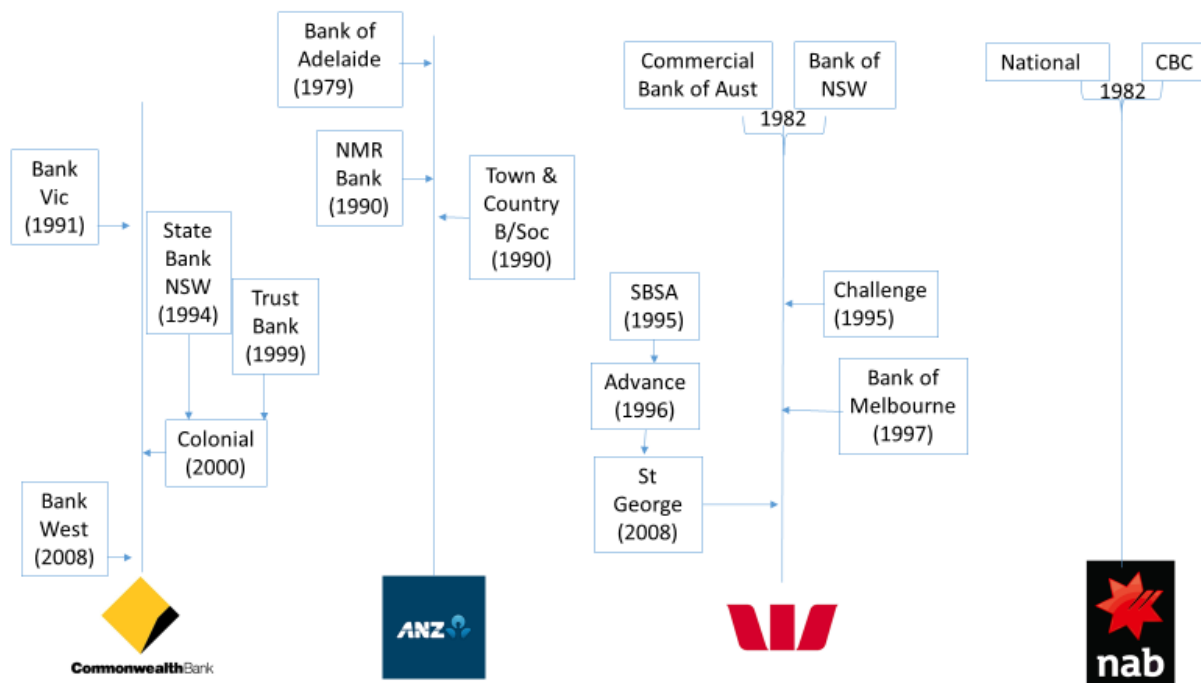 Bank of
Adelaide
(1979)
Commercial
Bank of Aust
Bank of
NSW
National
CBC
1982
1982
Bank
Vic
(1991)
NMR
Bank
(1990)
Town &
Country
B/Soc
(1990)
State
Bank
NSW
(1994)
Trust
Bank
(1999)
SBSA
(1995)
Challenge
(1995)
Advance
(1996)
Bank of
Melbourne
(1997)
Colonial
(2000)
Bank
West
(2008)
St
George
(2008)
CommonwealthBank
ANZ
nab